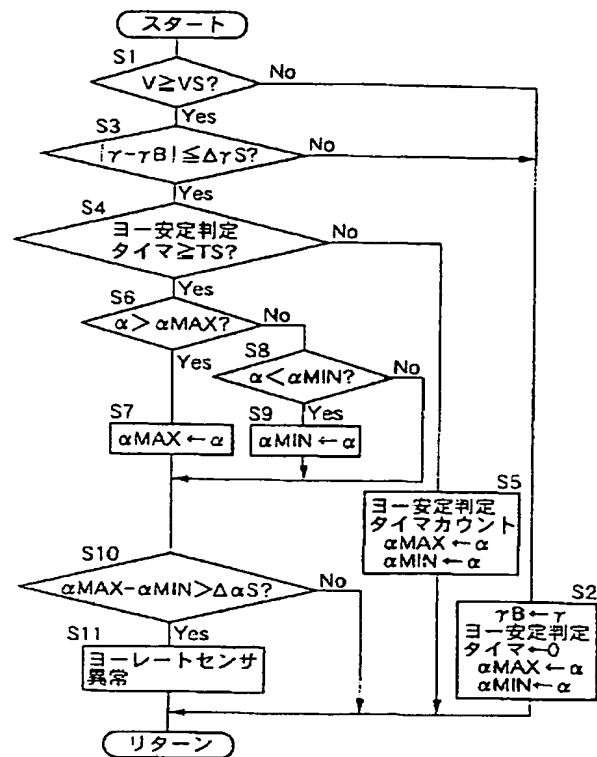 スタート
S1
V≧VS?
No
Yes
S3
|γ-γB|≦ΔγS?
No
Yes
S4
ヨー安定判定
タイマ≧TS?
No
Yes
S6
α>αMAX?
No
Yes
S8
α<αMIN?
No
Yes
S7
αMAX←α
S9
αMIN←α
S5
ヨー安定判定
タイマカウント
αMAX←α
αMIN←α
S10
αMAX-αMIN>ΔαS?
No
Yes
S2
γB←γ
ヨー安定判定
タイマ←0
αMAX←α
αMIN←α
S11
ヨーレートセンサ
異常
リターン